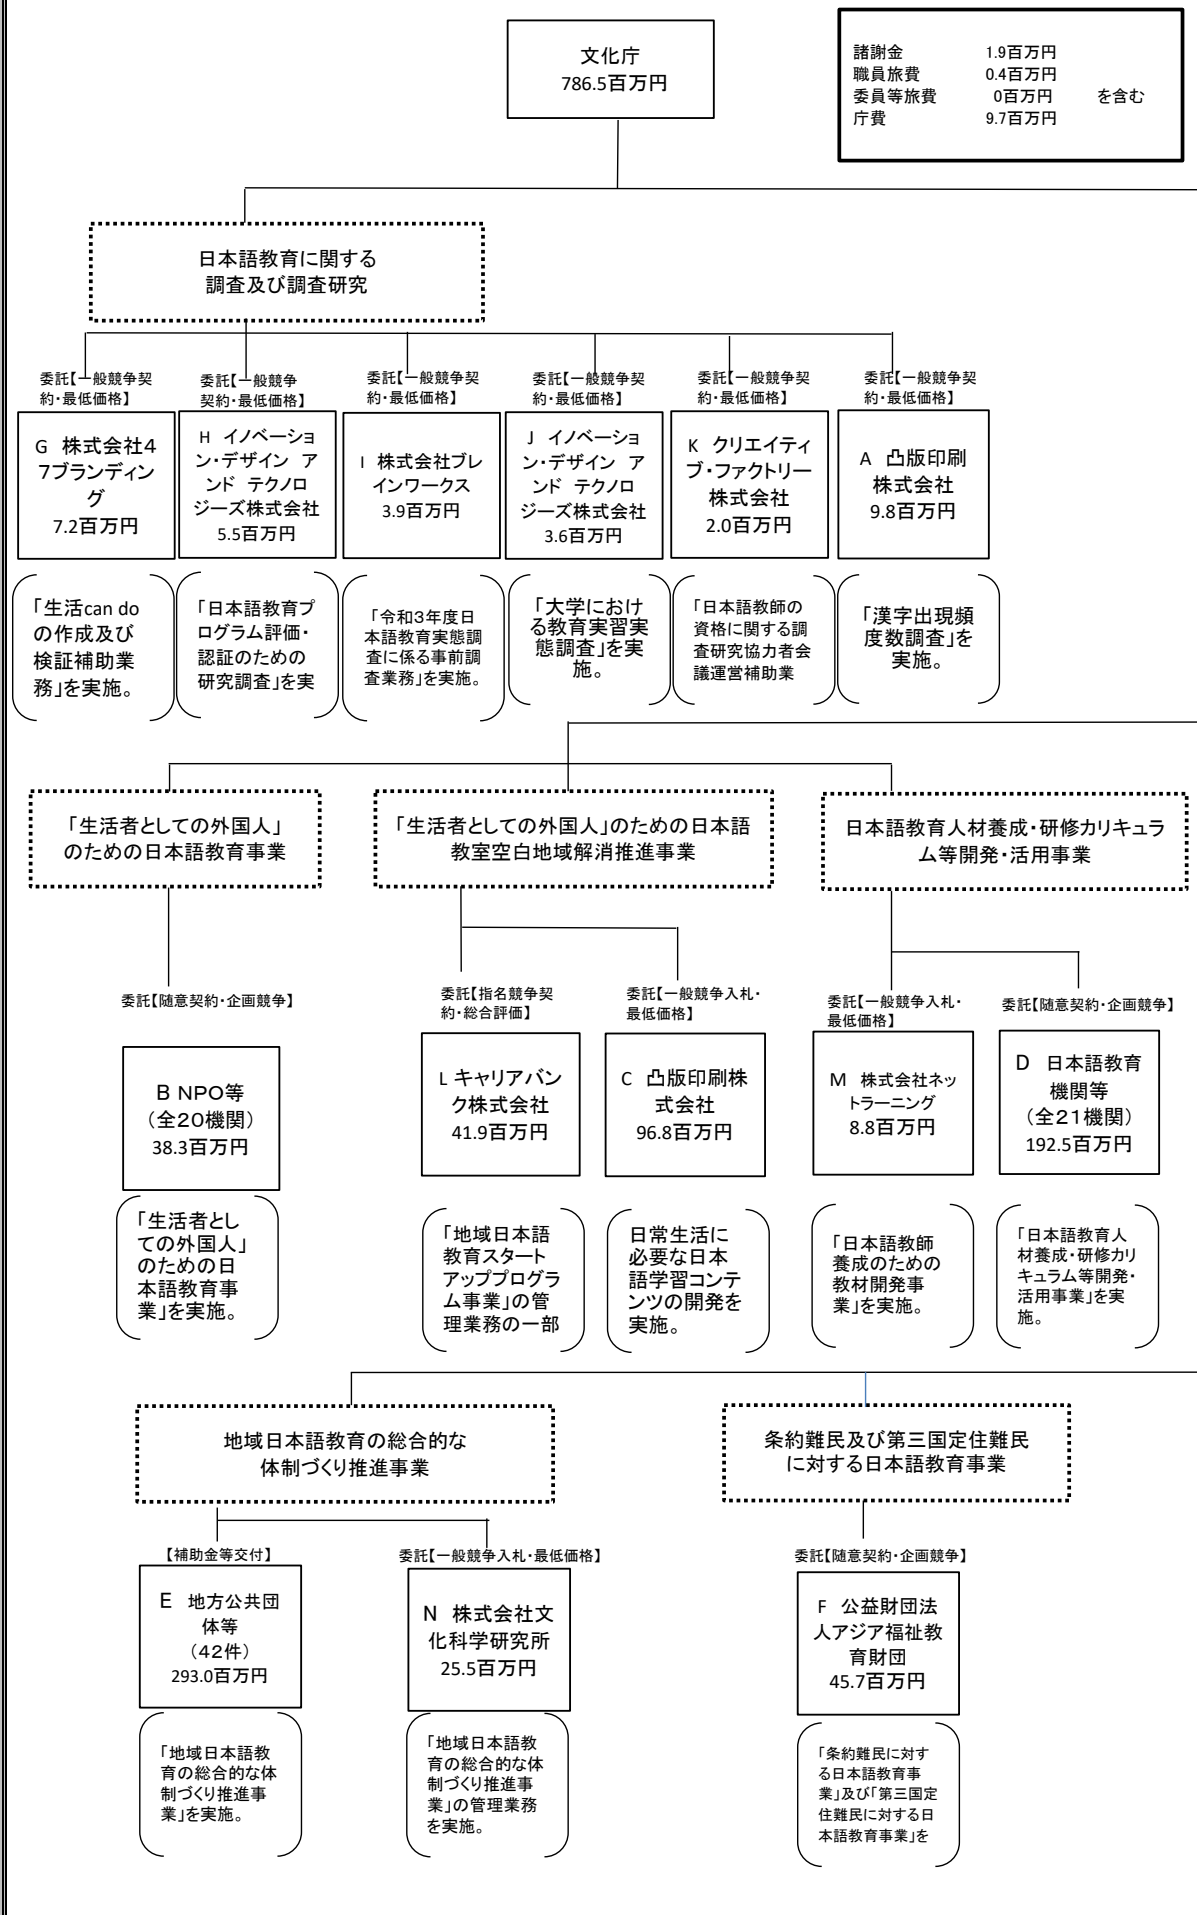 文化庁
786.5百万円
諸謝金 1.9百万円
職員旅費 0.4百万円
委員等旅費 0百万円 を含む
庁費 9.7百万円
日本語教育に関する
調査及び調査研究
委託【一般競争契
約・最低価格】
G 株式会社4
7ブランディン
グ
7.2百万円
「生活can do
の作成及び
検証補助業
務」を実施。
委託【一般競争
契約・最低価格】
H イノベーショ
ン・デザイン ア
ンド テクノロ
ジーズ株式会社
5.5百万円
「日本語教育プ
ログラム評価・
認証のための
研究調査」を実
委託【一般競争契
約・最低価格】
I 株式会社ブレ
インワークス
3.9百万円
「令和3年度日
本語教育実態調
査に係る事前調
査業務」を実施。
委託【一般競争契
約・最低価格】
J イノベーショ
ン・デザイン ア
ンド テクノロ
ジーズ株式会社
3.6百万円
「大学におけ
る教育実習実
態調査」を実
施。
委託【一般競争契
約・最低価格】
K クリエイティ
ブ・ファクトリー
株式会社
2.0百万円
「日本語教師の
資格に関する調
査研究協力者会
議運営補助業
委託【一般競争契
約・最低価格】
A 凸版印刷
株式会社
9.8百万円
「漢字出現頻
度数調査」を
実施。
「生活者としての外国人」
のための日本語教育事業
委託【随意契約・企画競争】
B NPO等
(全20機関)
38.3百万円
「生活者とし
ての外国人」
のための日
本語教育事
業」を実施。
「生活者としての外国人」のための日本語
教室空白地域解消推進事業
委託【指名競争契
約・総合評価】
L キャリアバン
ク株式会社
41.9百万円
「地域日本語
教育スタート
アッププログラ
ム事業」の管
理業務の一部
委託【一般競争入札・
最低価格】
C 凸版印刷株
式会社
96.8百万円
日常生活に
必要な日本
語学習コンテ
ンツの開発を
実施。
日本語教育人材養成・研修カリキュラ
ム等開発・活用事業
委託【一般競争入札・
最低価格】
M 株式会社ネッ
トラーニング
8.8百万円
「日本語教師
養成のための
教材開発事
業」を実施。
委託【随意契約・企画競争】
D 日本語教育
機関等
(全21機関)
192.5百万円
「日本語教育人
材養成・研修カリ
キュラム等開発・
活用事業」を実
施。
地域日本語教育の総合的な
体制づくり推進事業
【補助金等交付】
E 地方公共団
体等
(42件)
293.0百万円
「地域日本語教
育の総合的な体
制づくり推進事
業」を実施。
委託【一般競争入札・最低価格】
N 株式会社文
化科学研究所
25.5百万円
「地域日本語教
育の総合的な体
制づくり推進事
業」の管理業務
を実施。
条約難民及び第三国定住難民
に対する日本語教育事業
委託【随意契約・企画競争】
F 公益財団法
人アジア福祉教
育財団
45.7百万円
「条約難民に対す
る日本語教育事
業」及び「第三国定
住難民に対する日
本語教育事業」を